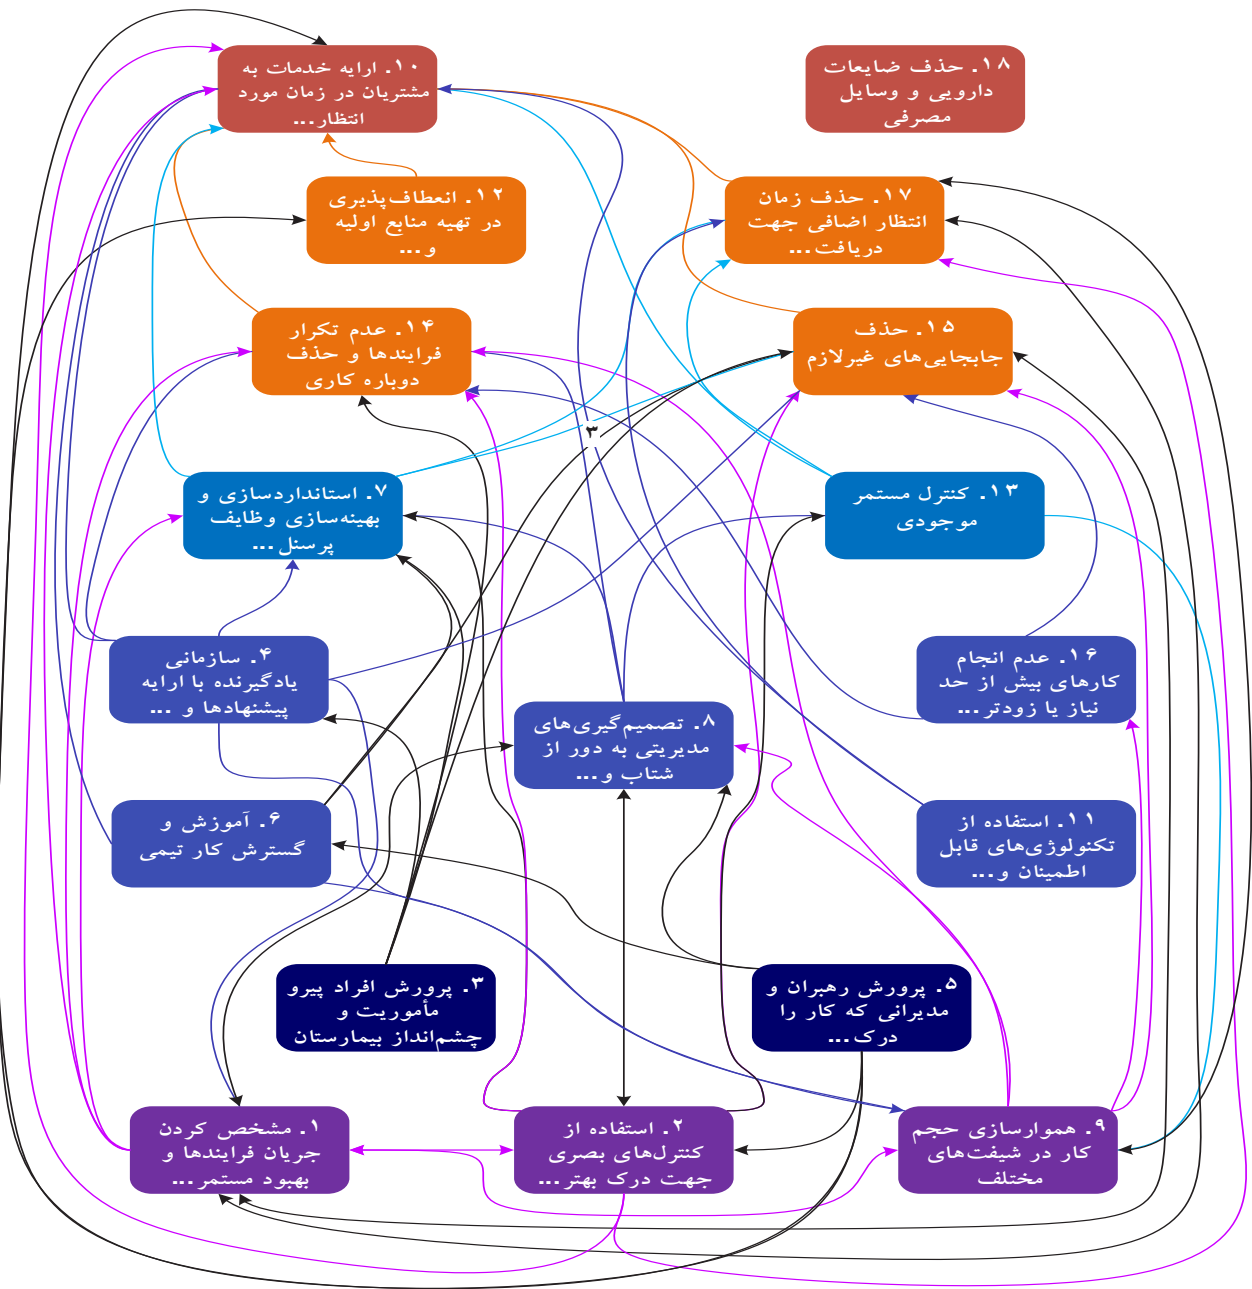 ۱۰. ارایه خدمات به
مشتریان در زمان مورد
انتظار...
۱۸. حذف ضایعات
دارویی و وسایل
مصرفی
۱۲. انعطاف‌پذیری
در تهیه منابع اولیه
و...
۱۷. حذف زمان
انتظار اضافی جهت
دریافت...
۱۴. عدم تکرار
فرایندها و حذف
دوباره کاری
۱۵. حذف
جابجایی‌های غیرلازم
۳
۷. استانداردسازی و
بهینه‌سازی وظایف
پرسنل...
۱۳. کنترل مستمر
موجودی
۴. سازمانی
یادگیرنده با ارایه
پیشنهادها و ...
۱۶. عدم انجام
کارهای بیش از حد
نیاز یا زودتر...
۸. تصمیم‌گیری‌های
مدیریتی به دور از
شتاب و...
۶. آموزش و
گسترش کار تیمی
۱۱. استفاده از
تکنولوژی‌های قابل
اطمینان و...
۳. پرورش افراد پیرو
مأموریت و
چشم‌انداز بیمارستان
۵. پرورش رهبران و
مدیرانی که کار را
درک...
۱. مشخص کردن
جریان فرایندها و
بهبود مستمر...
۲. استفاده از
کنترل‌های بصری
جهت درک بهتر...
۹. هموارسازی حجم
کار در شیفت‌های
مختلف